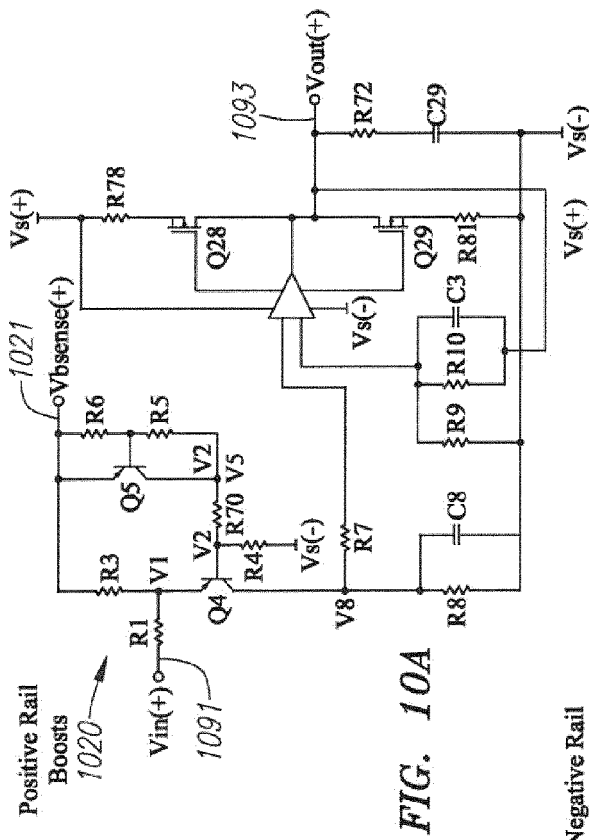 Positive Rail
Boosts
1020
Vin(+)
1091
R1
R3
V1
Q4
V2
R4
Vs(-)
R70
V2
V5
Q5
R6
R5
1021
Vbsense(+)
Vs(+)
R78
Q28
Vs(-)
Q29
R81
1093
Vout(+)
R72
C29
Vs(-)
Vs(+)
C3
R10
R9
R7
V8
C8
R8
FIG. 10A
Negative Rail